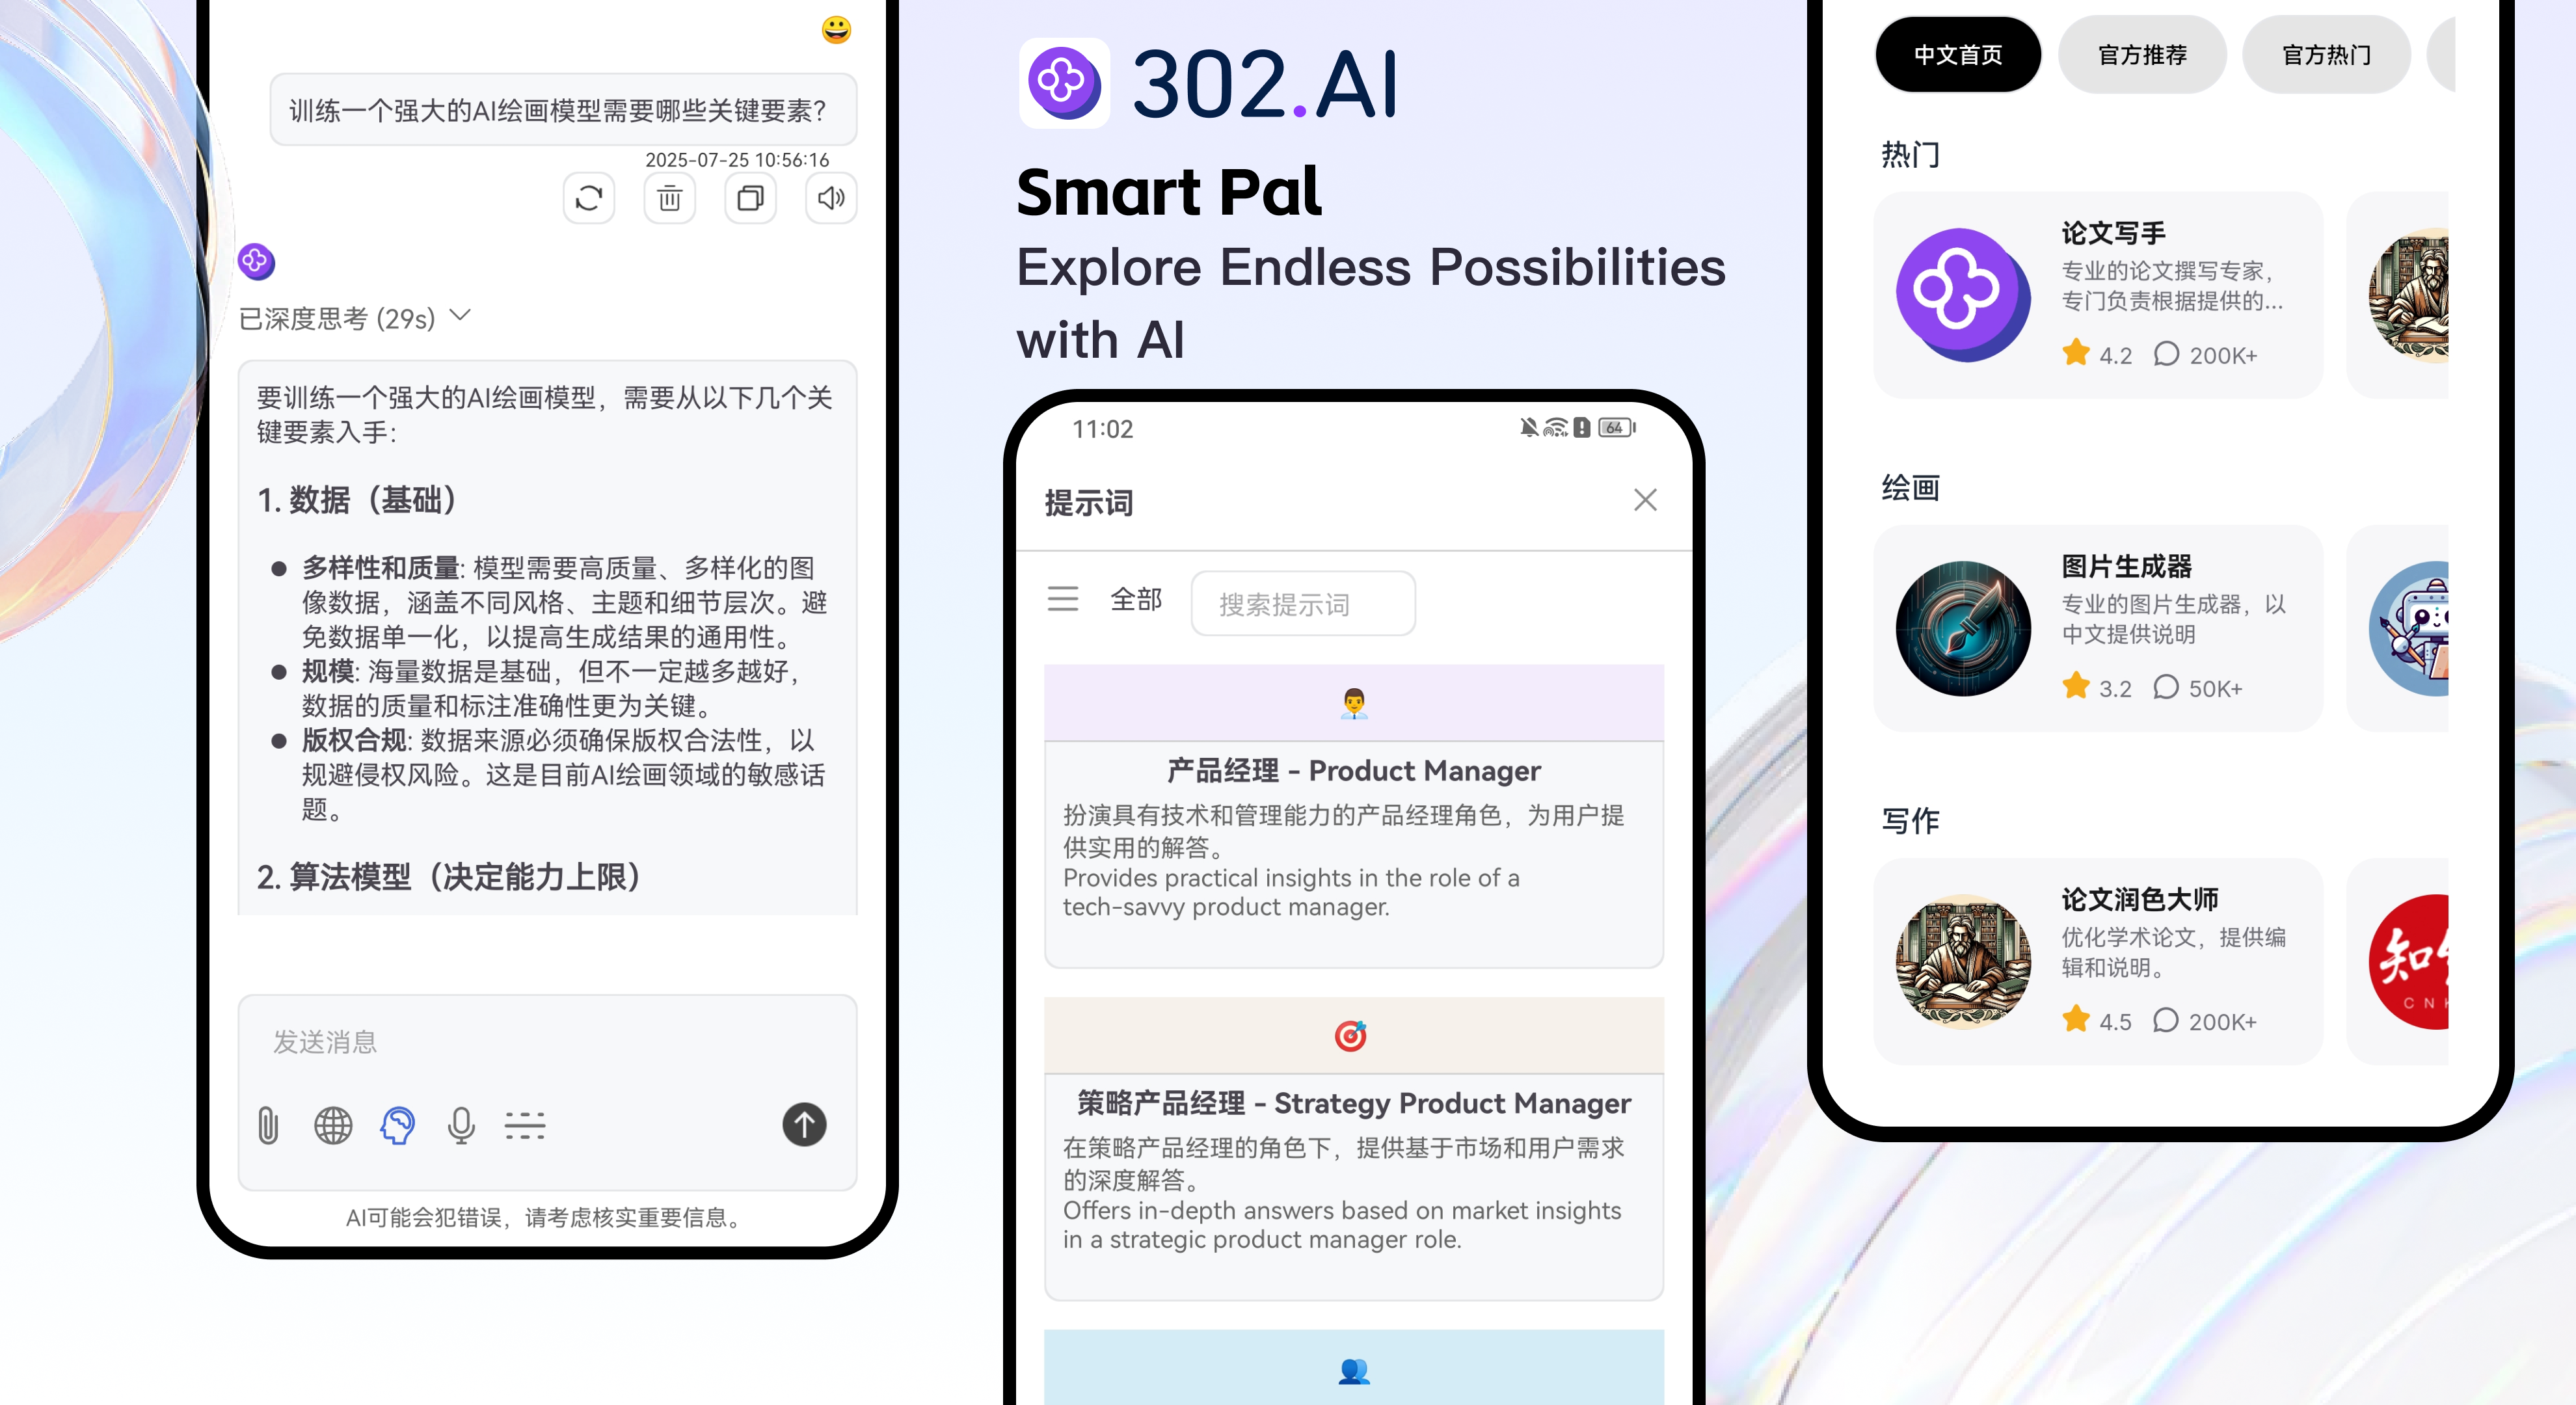 训练一个强大的AI绘画模型需要哪些关键要素?
2025-07-25 10:56:16
已深度思考 (29s)
要训练一个强大的AI绘画模型，需要从以下几个关
键要素入手：
1. 数据（基础）
多样性和质量: 模型需要高质量、多样化的图
像数据，涵盖不同风格、主题和细节层次。避
免数据单一化，以提高生成结果的通用性。
规模: 海量数据是基础，但不一定越多越好，
数据的质量和标注准确性更为关键。
版权合规: 数据来源必须确保版权合法性，以
规避侵权风险。这是目前AI绘画领域的敏感话
题。
2. 算法模型（决定能力上限）
发送消息
AI可能会犯错误，请考虑核实重要信息。
302.AI
Smart Pal
Explore Endless Possibilities
with AI
11:02
64
提示词
全部
搜索提示词
产品经理 - Product Manager
扮演具有技术和管理能力的产品经理角色，为用户提
供实用的解答。
Provides practical insights in the role of a
tech-savvy product manager.
策略产品经理 - Strategy Product Manager
在策略产品经理的角色下，提供基于市场和用户需求
的深度解答。
Offers in-depth answers based on market insights
in a strategic product manager role.
中文首页
官方推荐
官方热门
热门
论文写手
专业的论文撰写专家，
专门负责根据提供的...
4.2
200K+
绘画
图片生成器
专业的图片生成器，以
中文提供说明
3.2
50K+
写作
论文润色大师
优化学术论文，提供编
辑和说明。
4.5
200K+
知
CN